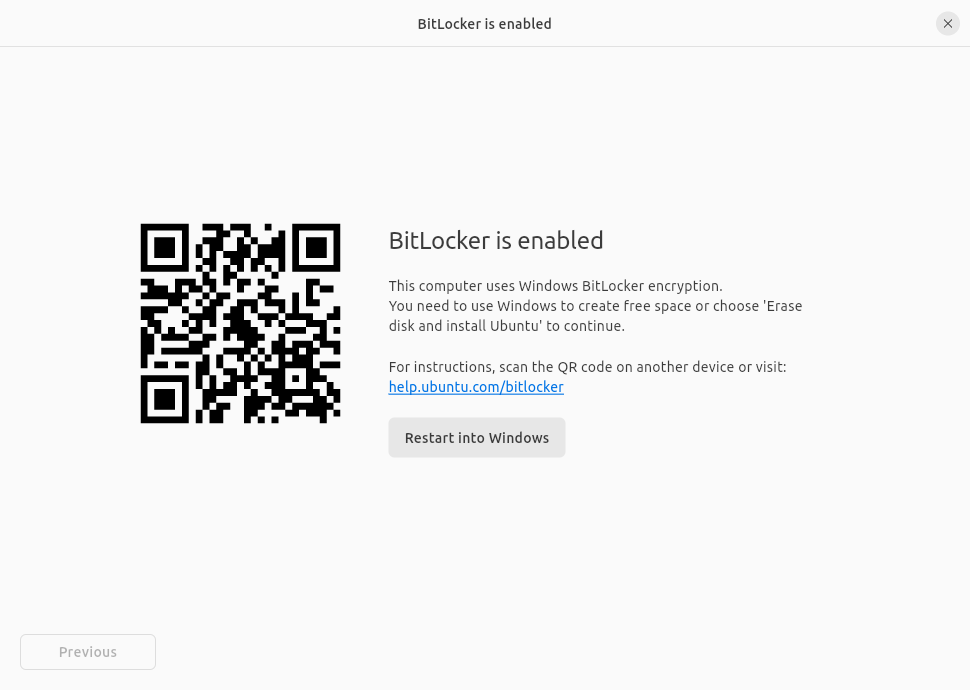 BitLocker is enabled
BitLocker is enabled
This computer uses Windows BitLocker encryption.
You need to use Windows to create free space or choose 'Erase
disk and install Ubuntu' to continue.
For instructions, scan the QR code on another device or visit:
help.ubuntu.com/bitlocker
Restart into Windows
Previous